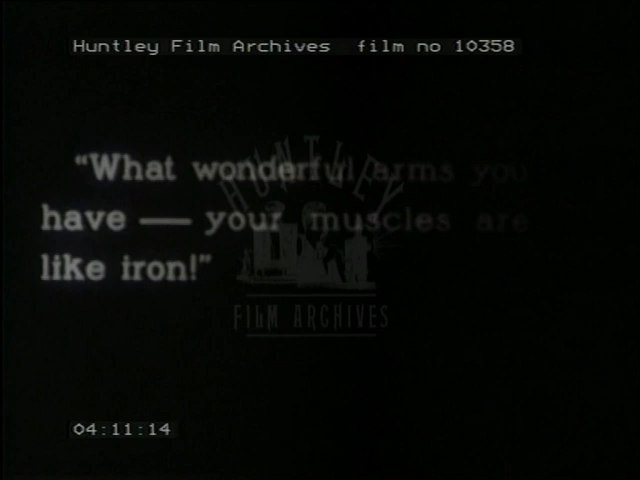 Huntley Film Archives film no 10358
“What wonderful arms you
have — your muscles are
like iron!”
HUNTLEY
FILM ARCHIVES
04:11:14